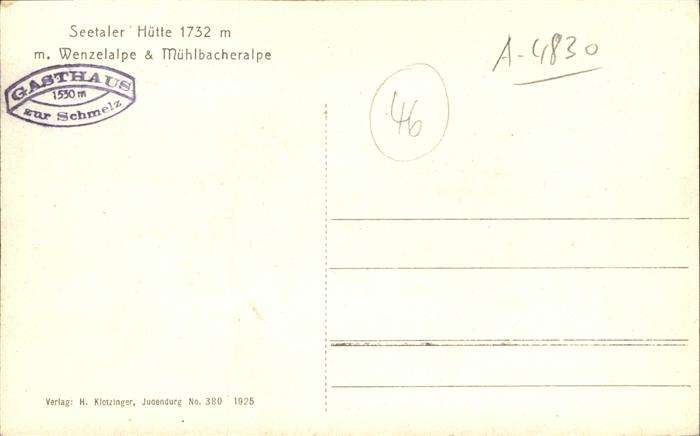 Seetaler Hütte 1732 m
m. Wenzelalpe & Mühlbacheralpe
GASTHAUS
1550 m
zur Schmelz
A-4830
46
Verlag: H. Klotzinger, Judenburg No. 380 1925